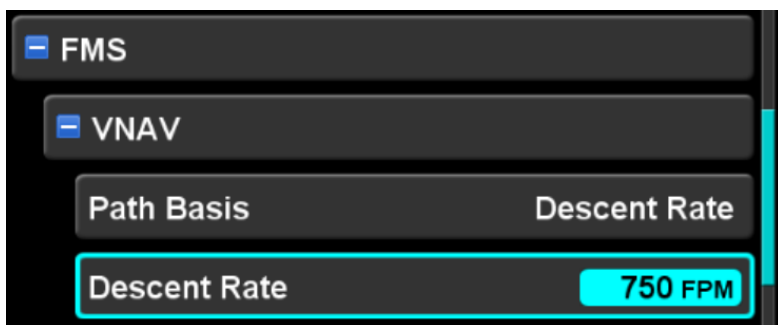 FMS
VNAV
Path Basis Descent Rate
Descent Rate 750 FPM